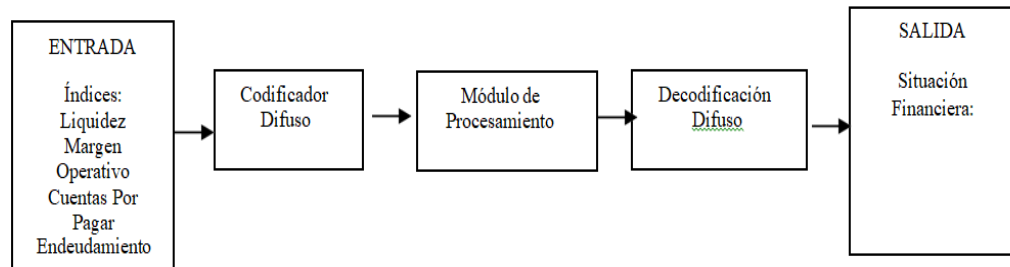 ENTRADA
Índices:
Liquidez
Margen
Operativo
Cuentas Por
Pagar
Endeudamiento
Codificador
Difuso
Módulo de
Procesamiento
Decodificación
Difuso
SALIDA
Situación
Financiera: